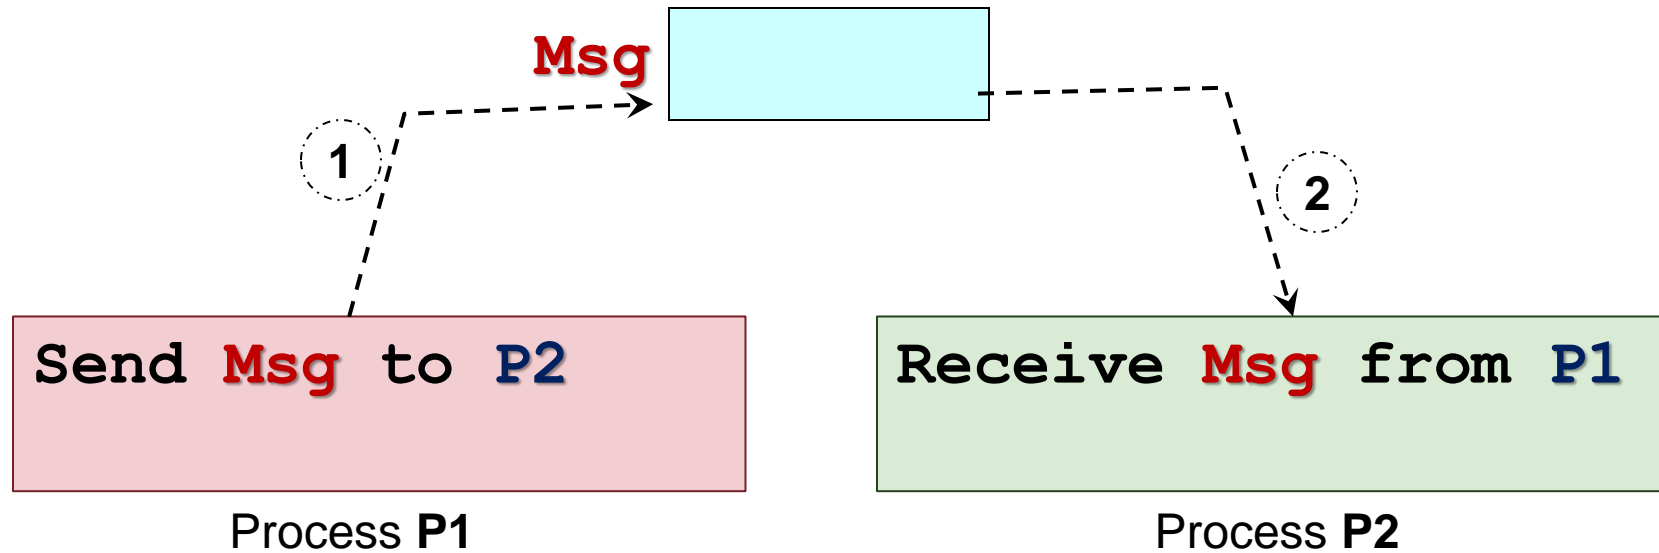 Msg
1
2
Send Msg to P2
Receive Msg from P1
Process P1
Process P2